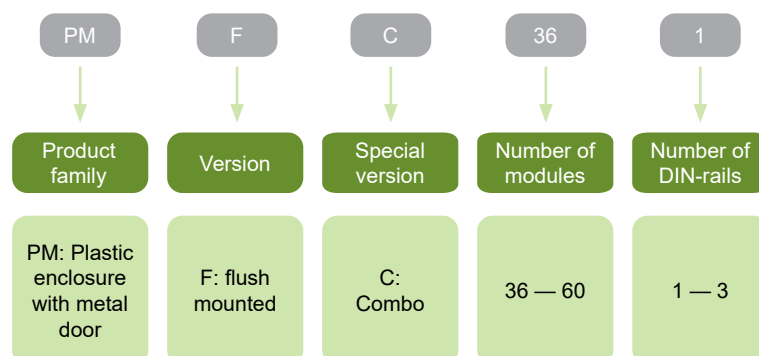 PM
F
C
36
1
Product
family
Version
Special
version
Number of
modules
Number of
DIN-rails
PM: Plastic
enclosure
with metal
door
F: flush
mounted
C:
Combo
36 — 60
1 — 3